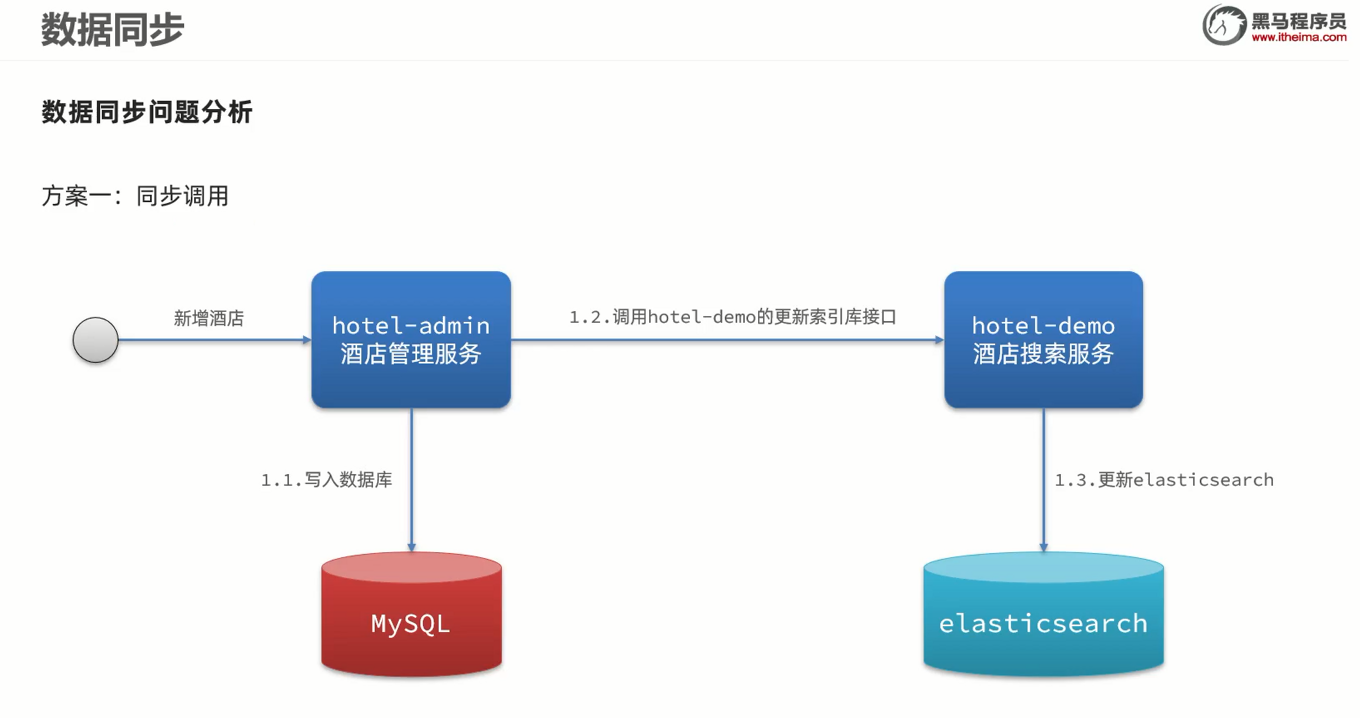 数据同步
黑马程序员
www.itheima.com
数据同步问题分析
方案一：同步调用
新增酒店
hotel-admin
酒店管理服务
1.2.调用hotel-demo的更新索引库接口
hotel-demo
酒店搜索服务
1.1.写入数据库
1.3.更新elasticsearch
MySQL
elasticsearch